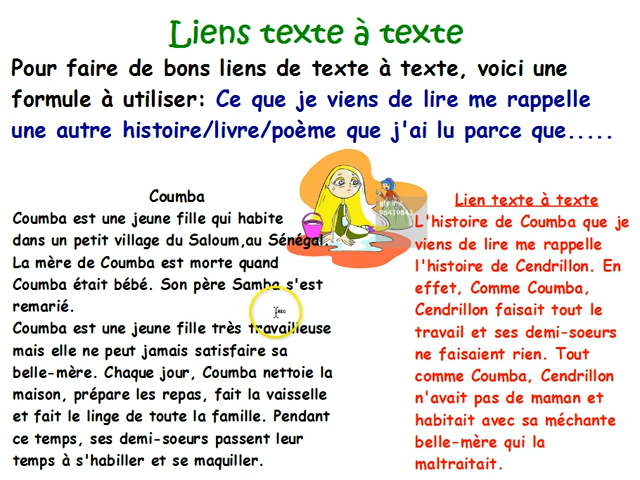 Liens texte à texte
Pour faire de bons liens de texte à texte, voici une
formule à utiliser: Ce que je viens de lire me rappelle
une autre histoire/livre/poème que j'ai lu parce que.....
Coumba
Coumba est une jeune fille qui habite
dans un petit village du Saloum,au Sénégal.
La mère de Coumba est morte quand
Coumba était bébé. Son père Samba s'est
remarié.
Coumba est une jeune fille très travailleuse
mais elle ne peut jamais satisfaire sa
belle-mère. Chaque jour, Coumba nettoie la
maison, prépare les repas, fait la vaisselle
et fait le linge de toute la famille. Pendant
ce temps, ses demi-soeurs passent leur
temps à s'habiller et se maquiller.
Lien texte à texte
L'histoire de Coumba que je
viens de lire me rappelle
l'histoire de Cendrillon. En
effet, Comme Coumba,
Cendrillon faisait tout le
travail et ses demi-soeurs
ne faisaient rien. Tout
comme Coumba, Cendrillon
n'avait pas de maman et
habitait avec sa méchante
belle-mère qui la
maltraitait.